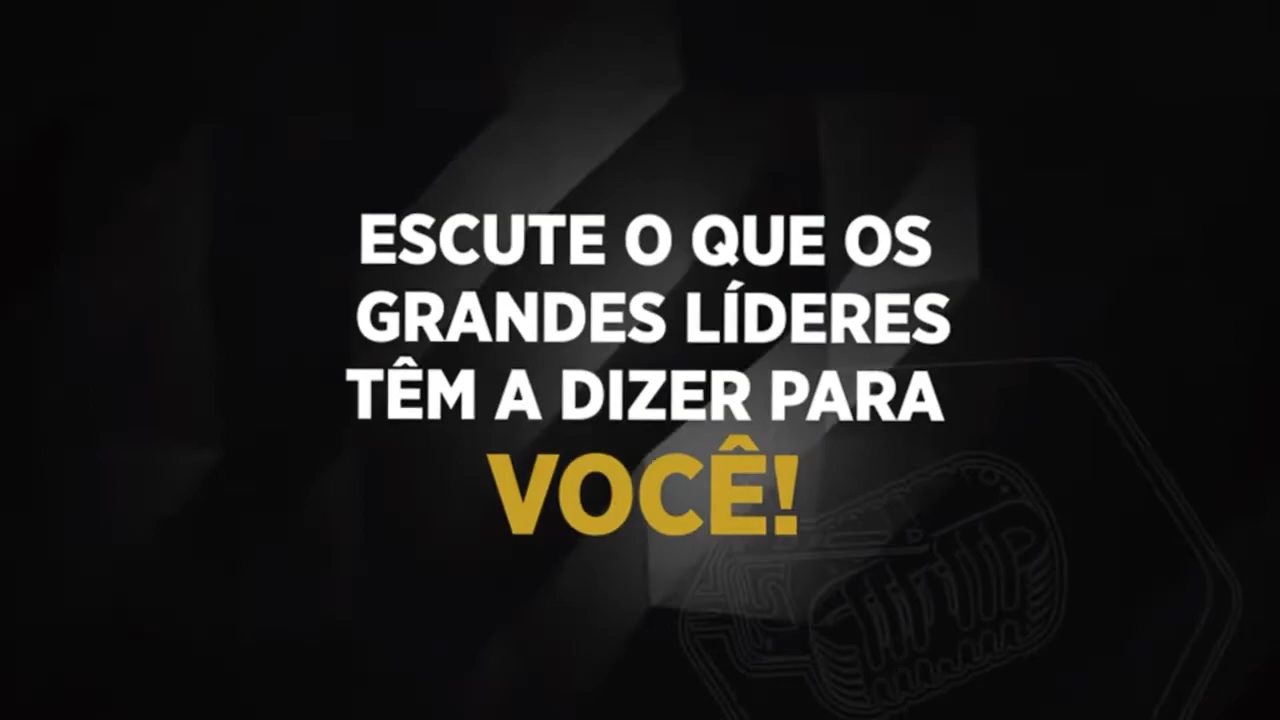 ESCUTE O QUE OS
GRANDES LÍDERES
TÊM A DIZER PARA
VOCÊ!